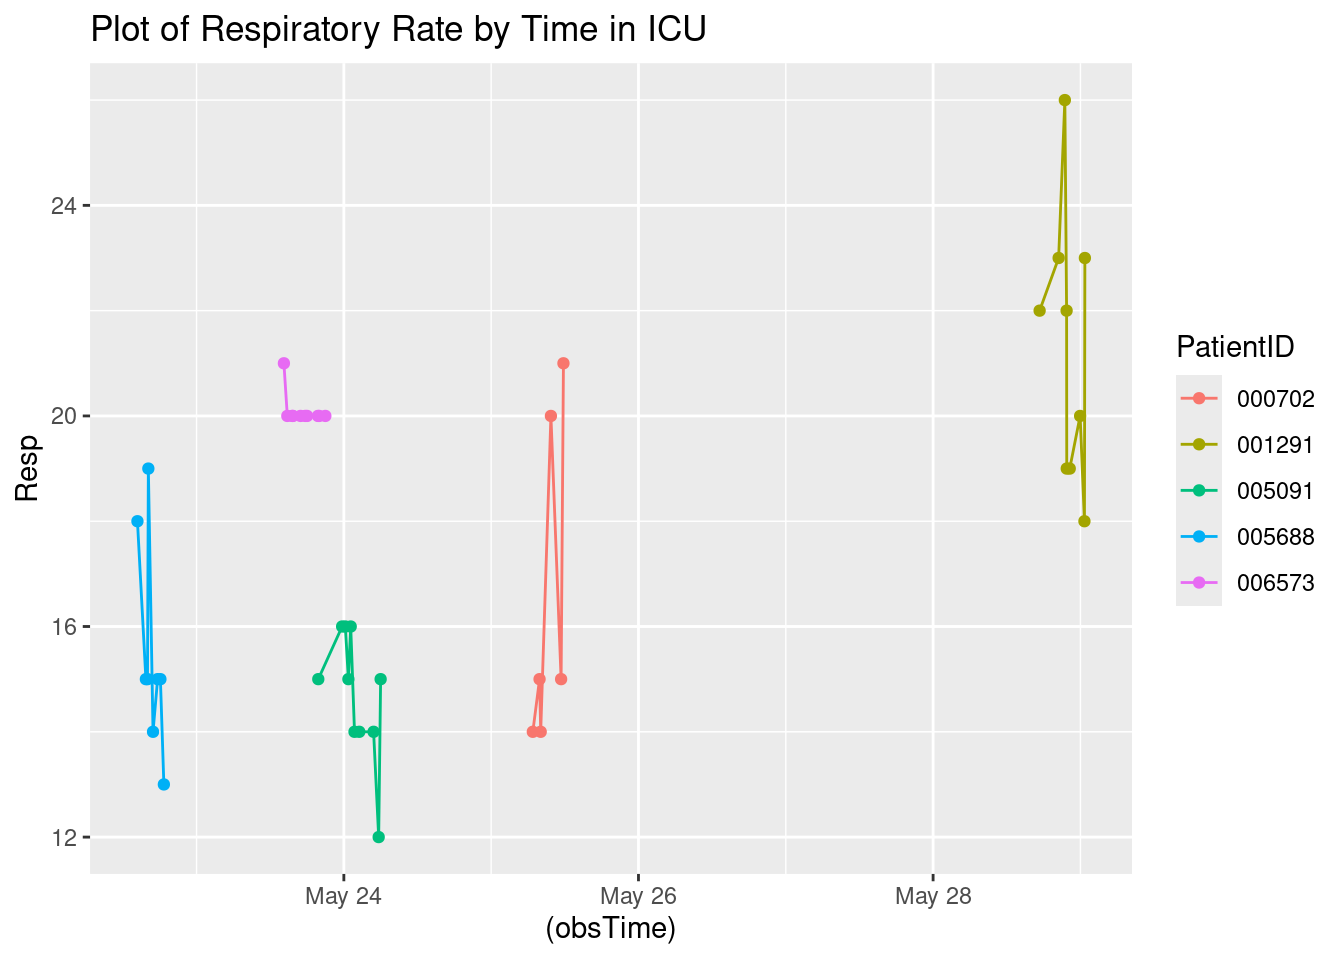 Plot of Respiratory Rate by Time in ICU
Resp
24
20
16
12
May 24
May 26
May 28
(obsTime)
PatientID
000702
001291
005091
005688
006573